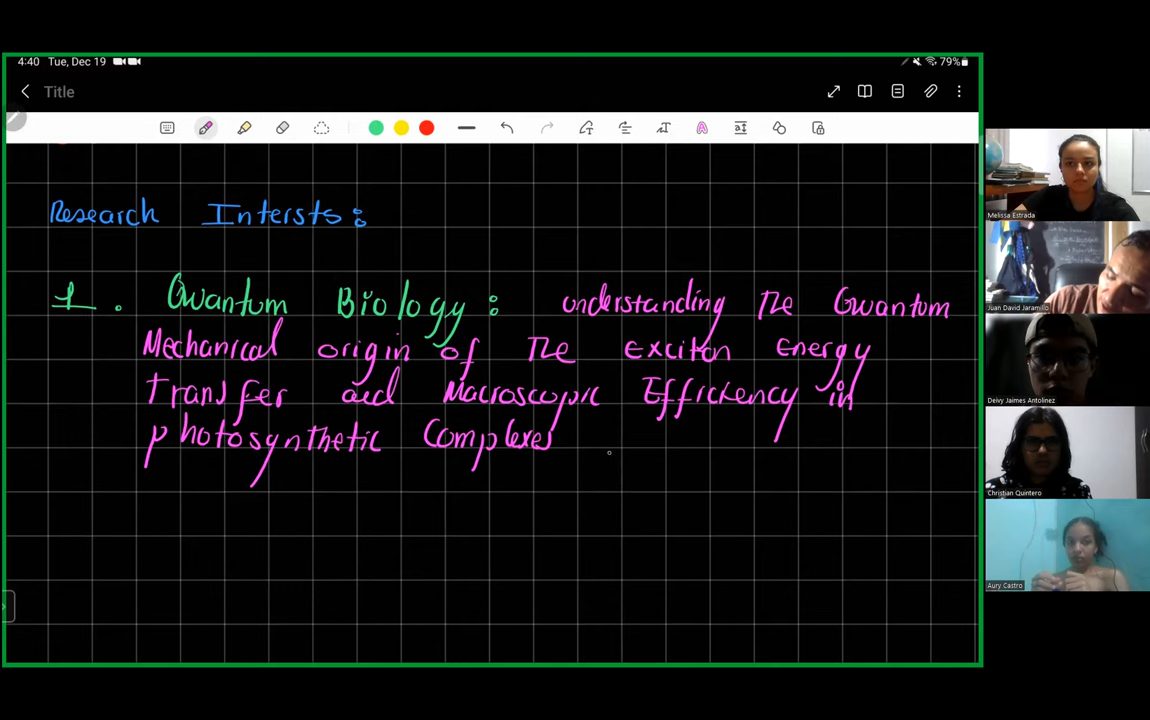 4:40 Tue, Dec 19
79%
Title
Research Intersts:
1. Quantum Biology: understanding The Quantum
Mechanical origin of The Exciton Energy
transfer and Macroscopic Efficiency in
photosynthetic Complexes
Melissa Estrada
Juan David Jaramillo
Deivy Jaimes Antolinez
Christian Quintero
Aury Castro